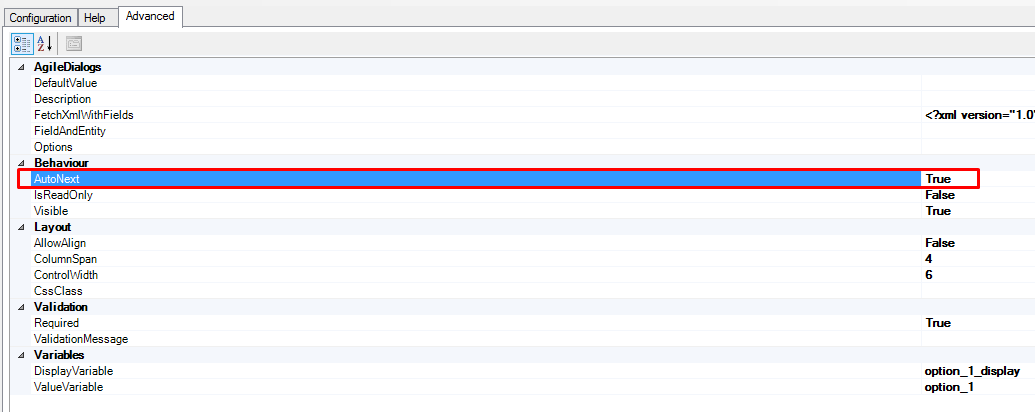 Configuration Help Advanced
AgileDialogs
DefaultValue
Description
FetchXmlWithFields <?xml version="1.0"
FieldAndEntity
Options
Behaviour
AutoNext True
IsReadOnly False
Visible True
Layout
AllowAlign False
ColumnSpan 4
ControlWidth 6
CssClass
Validation
Required True
ValidationMessage
Variables
DisplayVariable option_1_display
ValueVariable option_1